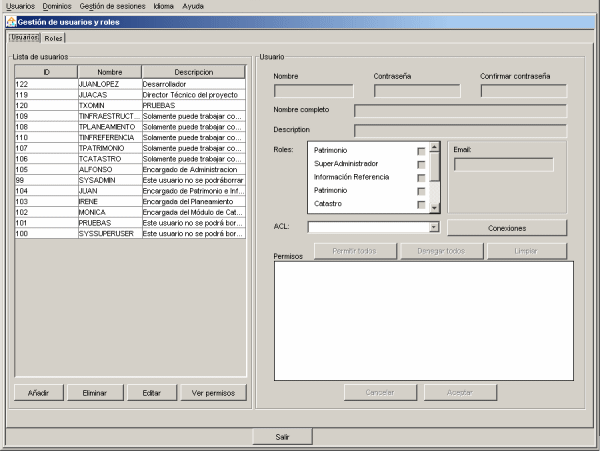 Usuarios Dominios Gestión de sesiones Idioma Ayuda
Gestión de usuarios y roles
Usuarios Roles
Lista de usuarios
ID Nombre Descripcion
122 JUANLOPEZ Desarrollador
119 JUACAS Director Técnico del proyecto
120 TXOMIN PRUEBAS
109 TINFRAESTRUCT... Solamente puede trabajar co...
108 TPLANEAMIENTO Solamente puede trabajar co...
110 TINFREFERENCIA Solamente puede trabajar co...
107 TPATRIMONIO Solamente puede trabajar co...
106 TCATASTRO Solamente puede trabajar co...
105 ALFONSO Encargado de Administracion
99 SYSADMIN Este usuario no se podráborrar
104 JUAN Encargado de Patrimonio e Inf...
103 IRENE Encargada del Planeamiento
102 MONICA Encargada del Módulo de Cat...
101 PRUEBAS Este usuario no se podrá bor...
100 SYSSUPERUSER Este usuario no se podrá bor...
Añadir Eliminar Editar Ver permisos
Usuario
Nombre Contraseña Confirmar contraseña
Nombre completo
Description
Roles:
Patrimonio
SuperAdministrador
Información Referencia
Patrimonio
Catastro
Email:
ACL:
Conexiones
Permitir todos Denegar todos Limpiar
Permisos
Cancelar Aceptar
Salir